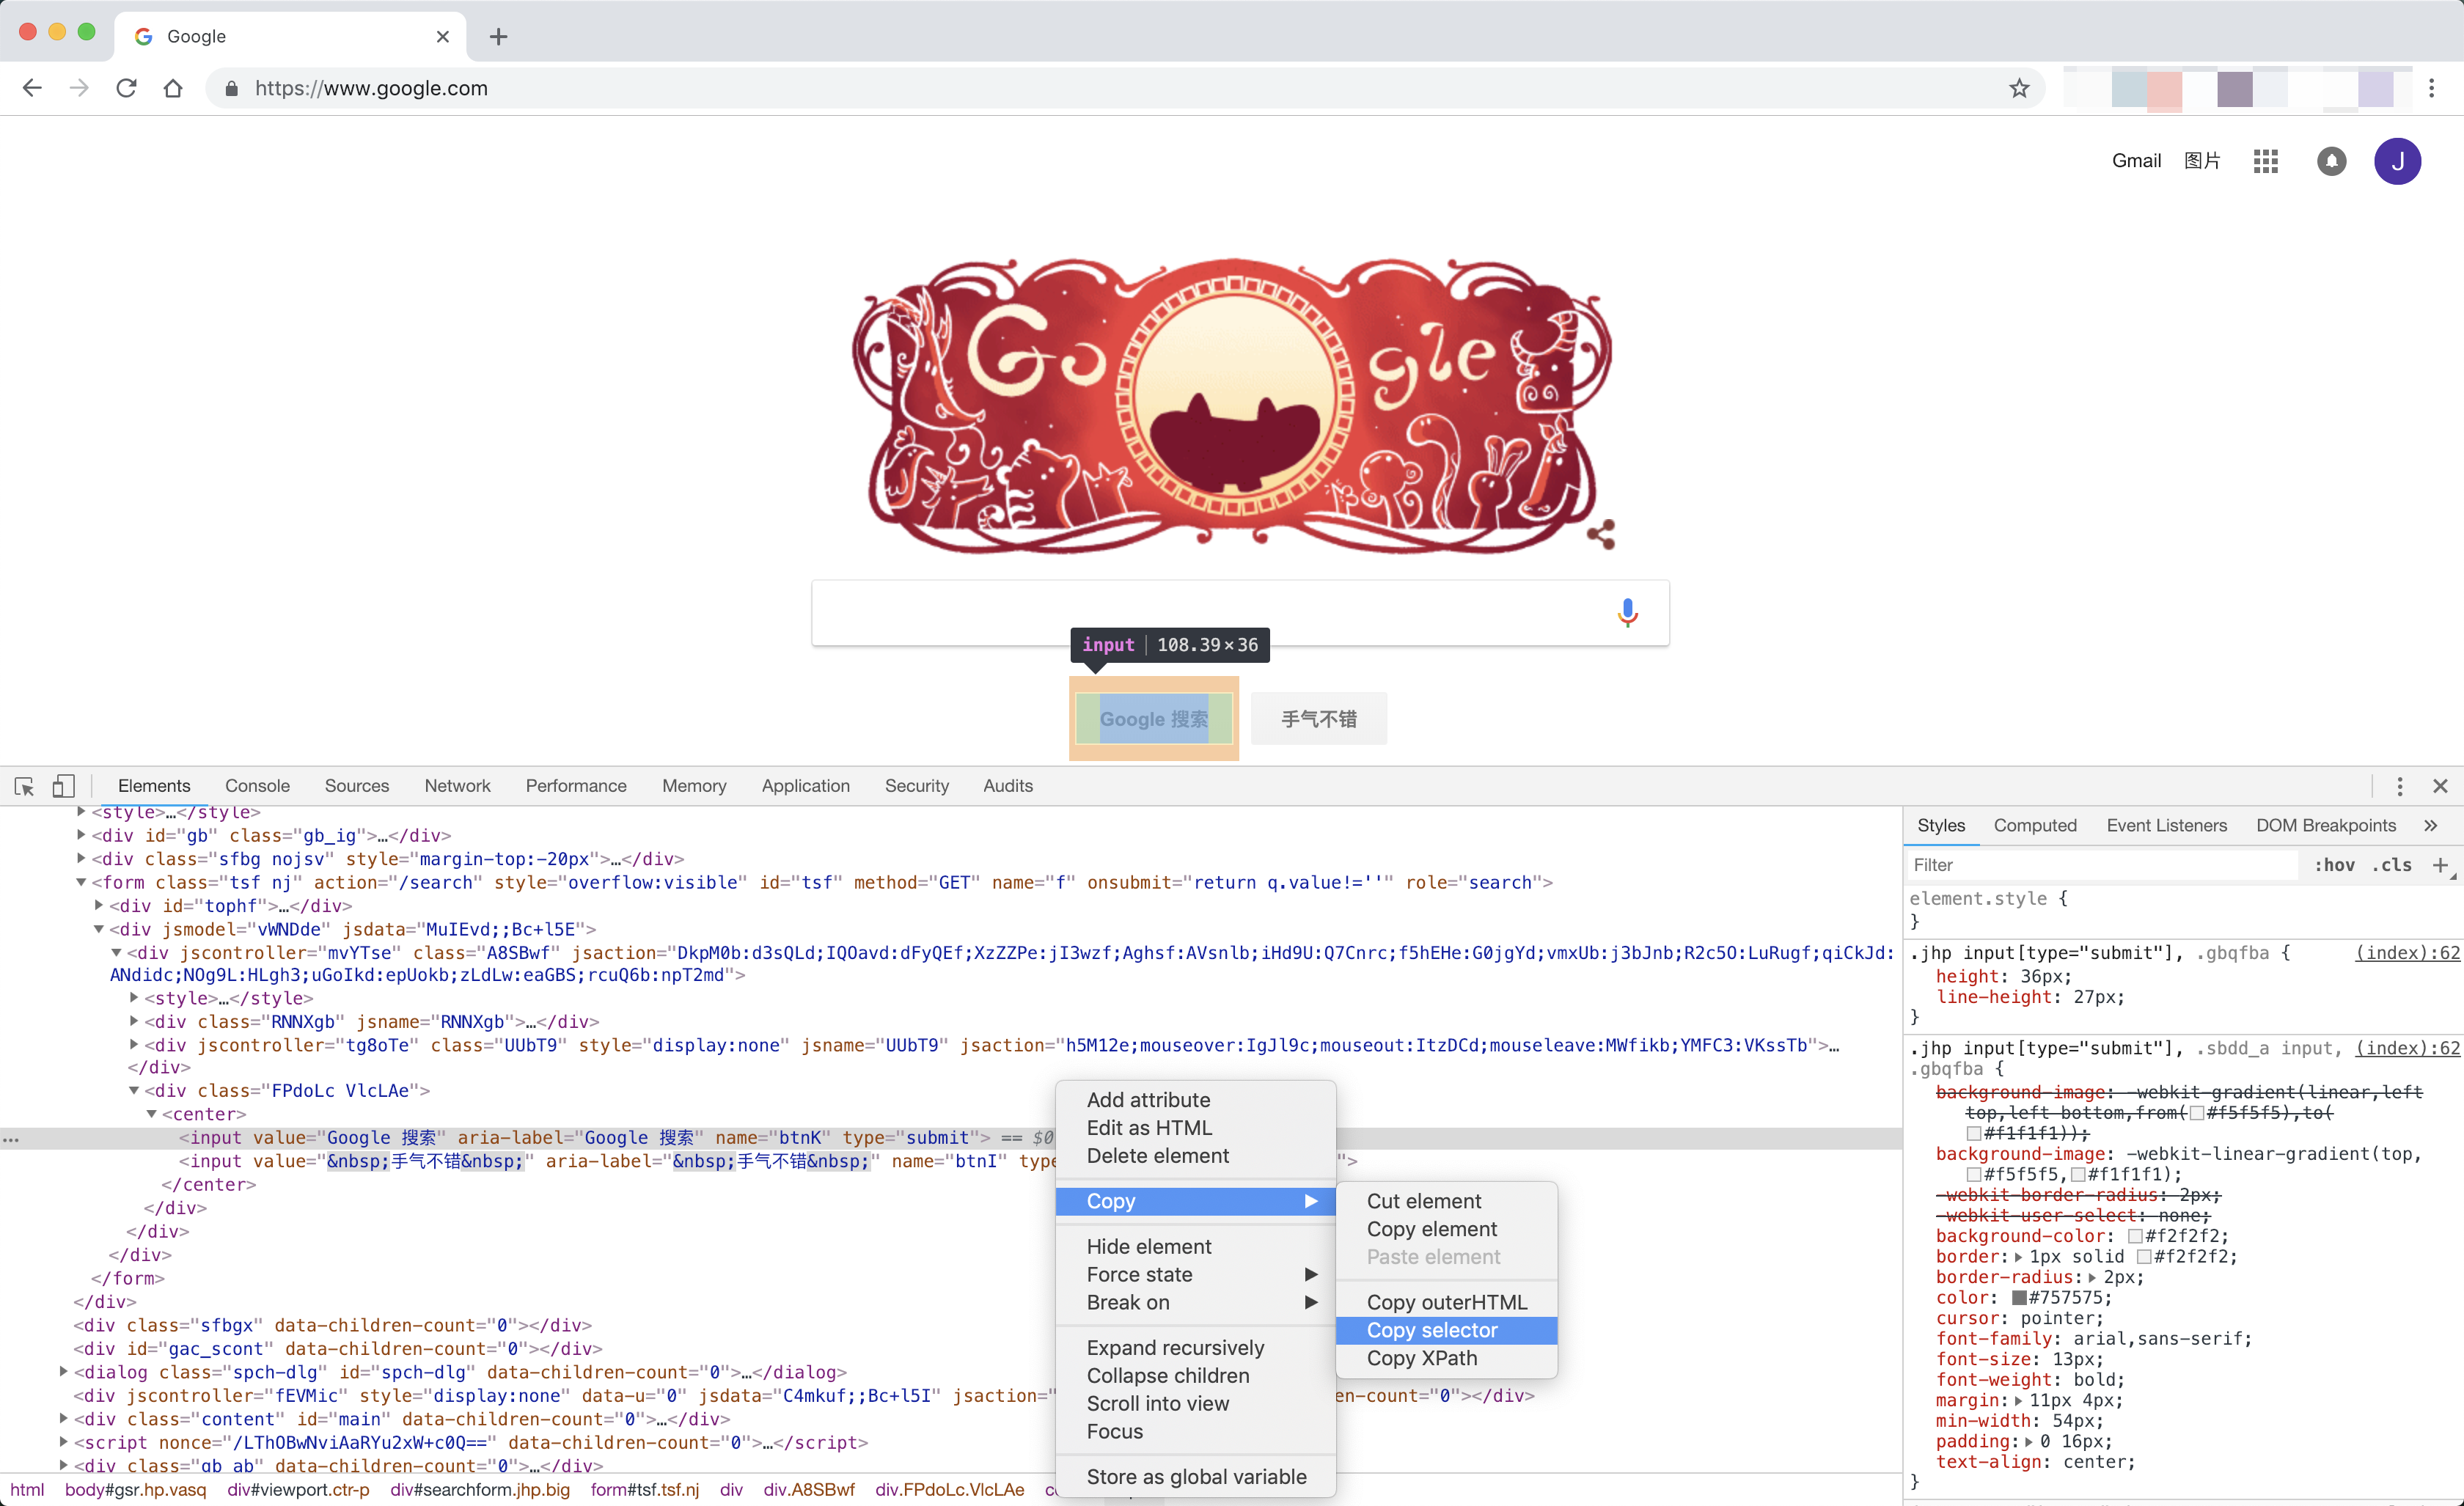 Google
https://www.google.com
Gmail 图片 J
Google
input 108.39×36
Google 搜索 手气不错
Elements Console Sources Network Performance Memory Application Security Audits
<style>…</style>
<div id="gb" class="gb_ig">…</div>
<div class="sfbg nojsv" style="margin-top:-20px">…</div>
<form class="tsf nj" action="/search" style="overflow:visible" id="tsf" method="GET" name="f" onsubmit="return q.value!=''" role="search">
<div id="tophf">…</div>
<div jsmodel="vWNDde" jsdata="MuIEvd;;Bc+l5E">
<div jscontroller="mvYTse" class="A8SBwf" jsaction="DkpM0b:d3sQLd;IQOavd:dFyQEf;XzZZPe:jI3wzf;Aghsf:AVsnlb;iHd9U:Q7Cnrc;f5hEHe:G0jgYd;vmxUb:j3bJnb;R2c5O:LuRugf;qiCkJd:
ANdidc;NOg9L:HLgh3;uGoIkd:epUokb;zLdLw:eaGBS;rcuQ6b:npT2md">
<style>…</style>
<div class="RNNXgb" jsname="RNNXgb">…</div>
<div jscontroller="tg8oTe" class="UUbT9" style="display:none" jsname="UUbT9" jsaction="h5M12e;mouseover:IgJl9c;mouseout:ItzDCd;mouseleave:MWfikb;YMFC3:VKssTb">…
</div>
<div class="FPdoLc VlcLAe">
<center>
<input value="Google 搜索" aria-label="Google 搜索" name="btnK" type="submit"> == $0
<input value="&nbsp;手气不错&nbsp;" aria-label="&nbsp;手气不错&nbsp;" name="btnI" type ">
</center>
</div>
</div>
</div>
</form>
</div>
<div class="sfbgx" data-children-count="0"></div>
<div id="gac_scont" data-children-count="0"></div>
<dialog class="spch-dlg" id="spch-dlg" data-children-count="0">…</dialog>
<div jscontroller="fEVMic" style="display:none" data-u="0" jsdata="C4mkuf;;Bc+l5I" jsaction=" en-count="0"></div>
<div class="content" id="main" data-children-count="0">…</div>
<script nonce="/LThOBwNviAaRYu2xW+c0Q==" data-children-count="0">…</script>
<div class="gb_ab" data-children-count="0">…</div>
html body#gsr.hp.vasq div#viewport.ctr-p div#searchform.jhp.big form#tsf.tsf.nj div div.A8SBwf div.FPdoLc.VlcLAe
Add attribute
Edit as HTML
Delete element
Copy
Hide element
Force state
Break on
Expand recursively
Collapse children
Scroll into view
Focus
Store as global variable
Cut element
Copy element
Paste element
Copy outerHTML
Copy selector
Copy XPath
Styles Computed Event Listeners DOM Breakpoints
Filter :hov .cls
element.style {
}
.jhp input[type="submit"], .gbqfba { (index):62
height: 36px;
line-height: 27px;
}
.jhp input[type="submit"], .sbdd_a input, (index):62
.gbqfba {
background-image: -webkit-gradient(linear,left
top,left bottom,from(#f5f5f5),to(
#f1f1f1));
background-image: -webkit-linear-gradient(top,
#f5f5f5,#f1f1f1);
-webkit-border-radius: 2px;
-webkit-user-select: none;
background-color: #f2f2f2;
border: 1px solid #f2f2f2;
border-radius: 2px;
color: #757575;
cursor: pointer;
font-family: arial,sans-serif;
font-size: 13px;
font-weight: bold;
margin: 11px 4px;
min-width: 54px;
padding: 0 16px;
text-align: center;
}